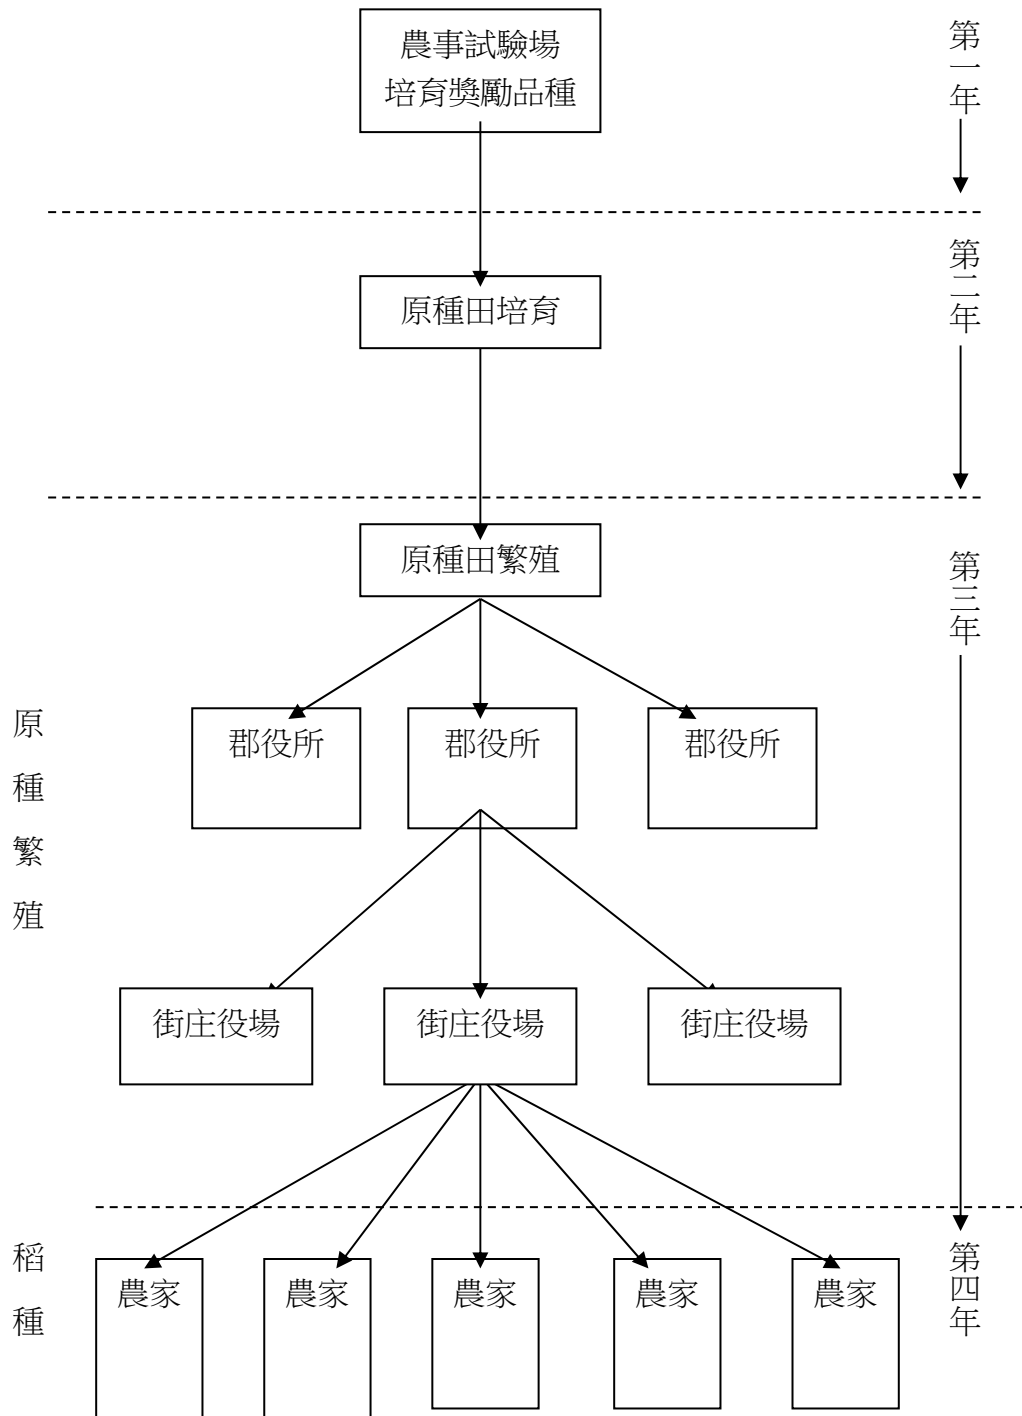 農事試驗場
培育獎勵品種
第一年
第二年
原種田培育
原種田繁殖
第三年
原種繁殖
郡役所
郡役所
郡役所
街庄役場
街庄役場
街庄役場
稻種
農家
農家
農家
農家
農家
第四年